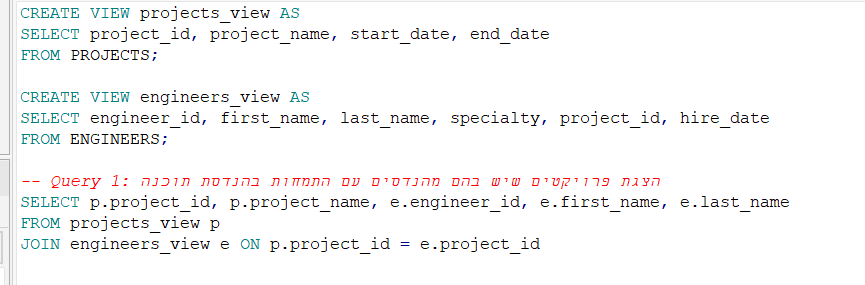 CREATE VIEW projects_view AS
SELECT project_id, project_name, start_date, end_date
FROM PROJECTS;
CREATE VIEW engineers_view AS
SELECT engineer_id, first_name, last_name, specialty, project_id, hire_date
FROM ENGINEERS;
-- Query 1: הצגת פרוייקטים שיש בהם מהנדסים עם התמחות בהנדסת תוכנה
SELECT p.project_id, p.project_name, e.engineer_id, e.first_name, e.last_name
FROM projects_view p
JOIN engineers_view e ON p.project_id = e.project_id